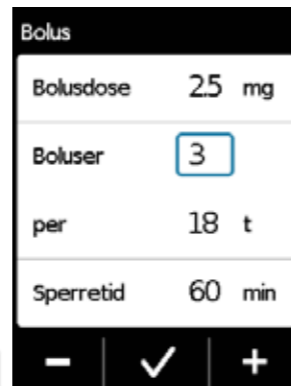 Bolus
Bolusdose 2.5 mg
Boluser 3
per 18 t
Sperretid 60 min
− ✓ +